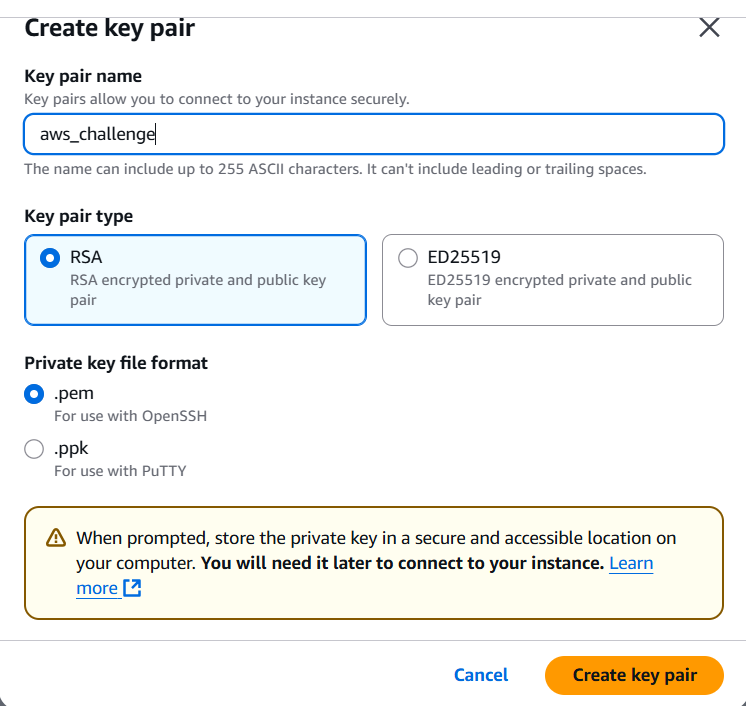 Create key pair
Key pair name
Key pairs allow you to connect to your instance securely.
aws_challenge
The name can include up to 255 ASCII characters. It can't include leading or trailing spaces.
Key pair type
RSA
RSA encrypted private and public key
pair
ED25519
ED25519 encrypted private and public
key pair
Private key file format
.pem
For use with OpenSSH
.ppk
For use with PuTTY
When prompted, store the private key in a secure and accessible location on
your computer. You will need it later to connect to your instance. Learn
more
Cancel
Create key pair